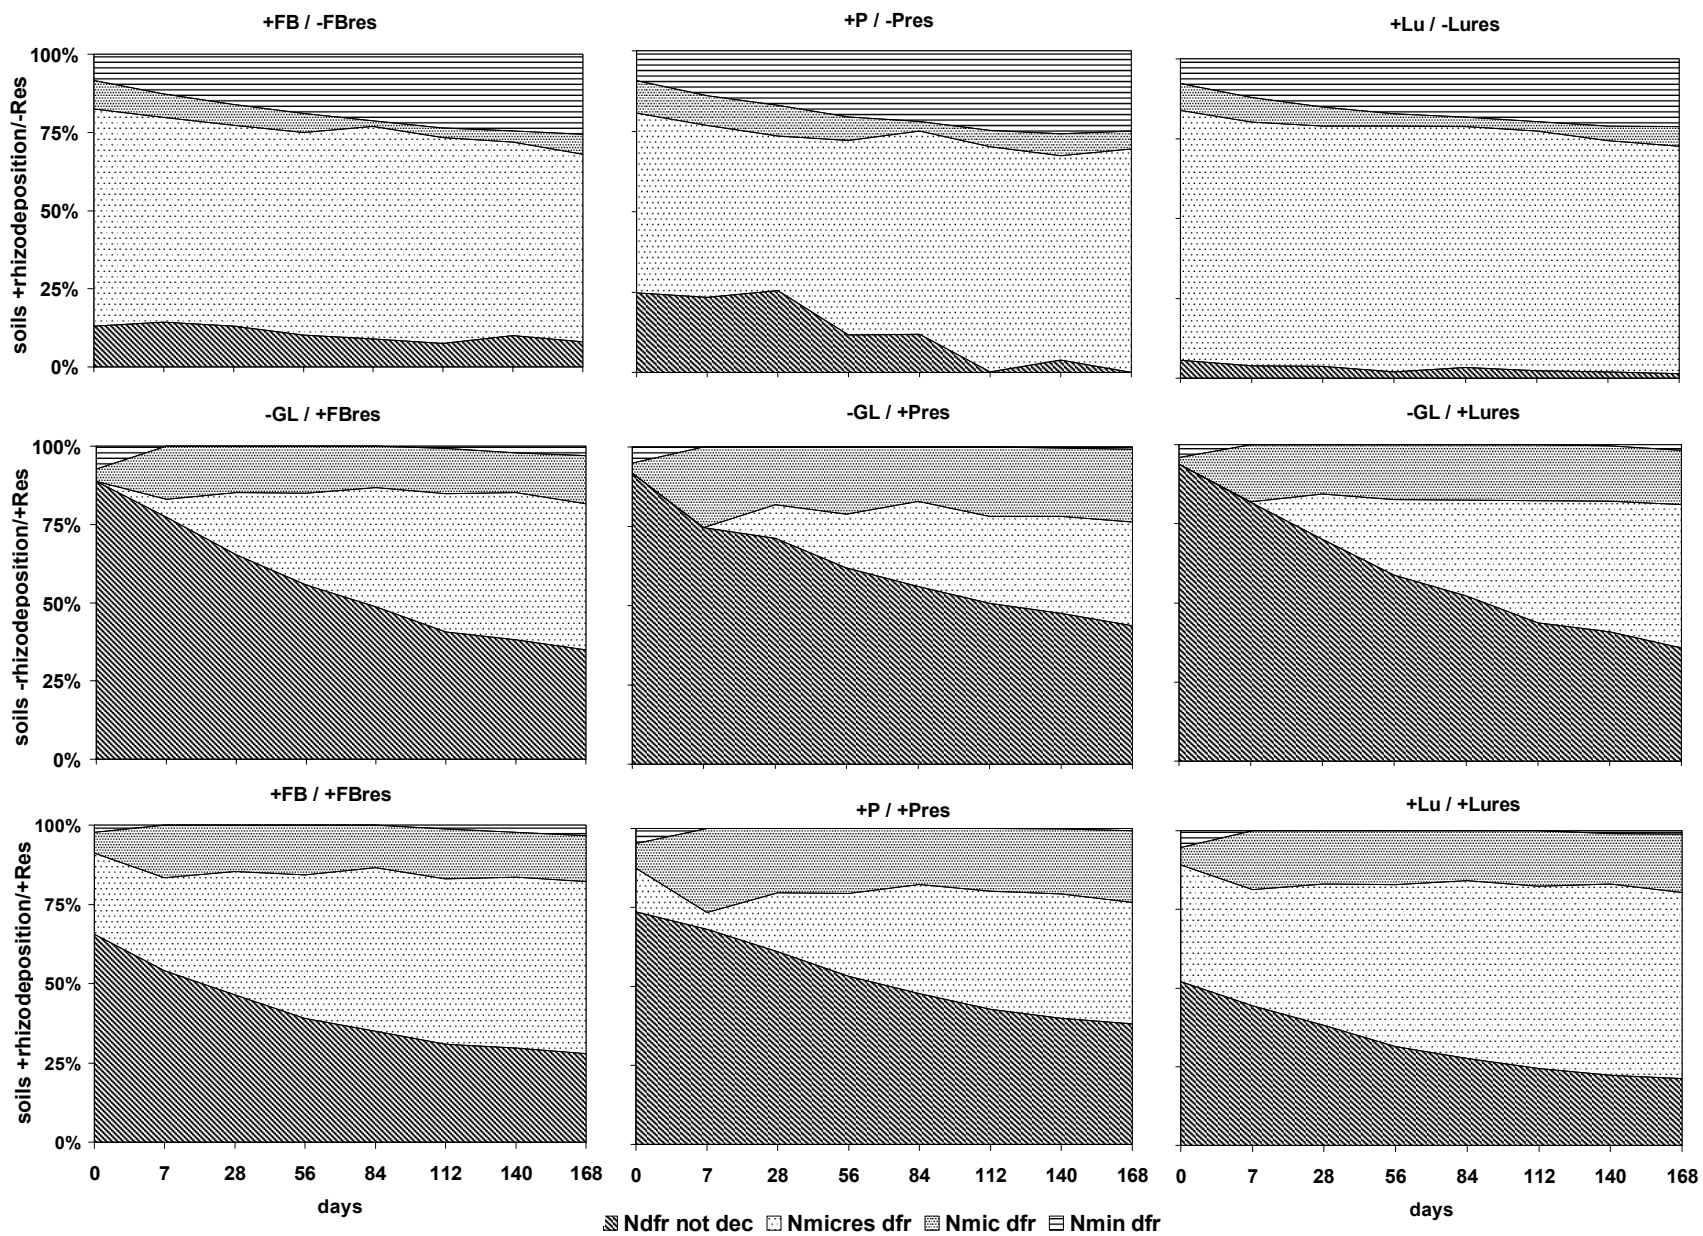 +FB / -FBres
+P / -Pres
+Lu / -Lures
soils +rhizodeposition/-Res
100%
75%
50%
25%
0%
-GL / +FBres
-GL / +Pres
-GL / +Lures
soils -rhizodeposition/+Res
100%
75%
50%
25%
0%
+FB / +FBres
+P / +Pres
+Lu / +Lures
soils +rhizodeposition/+Res
100%
75%
50%
25%
0%
0 7 28 56 84 112 140 168
0 7 28 56 84 112 140 168
0 7 28 56 84 112 140 168
days
days
Ndfr not dec Nmicres dfr Nmic dfr Nmin dfr